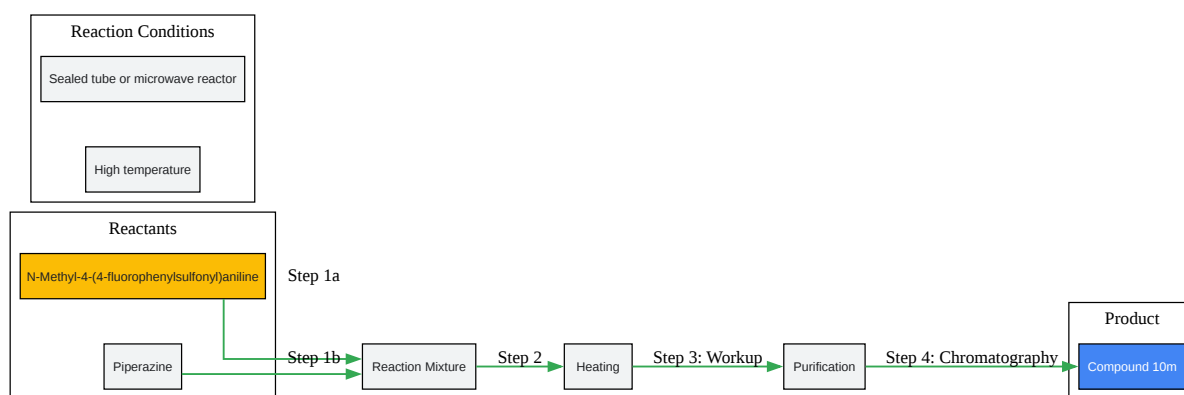 Reaction Conditions
Sealed tube or microwave reactor
High temperature
Reactants
N-Methyl-4-(4-fluorophenylsulfonyl)aniline
Step 1a
Piperazine
Step 1b
Reaction Mixture
Step 2
Heating
Step 3: Workup
Purification
Step 4: Chromatography
Product
Compound 10m